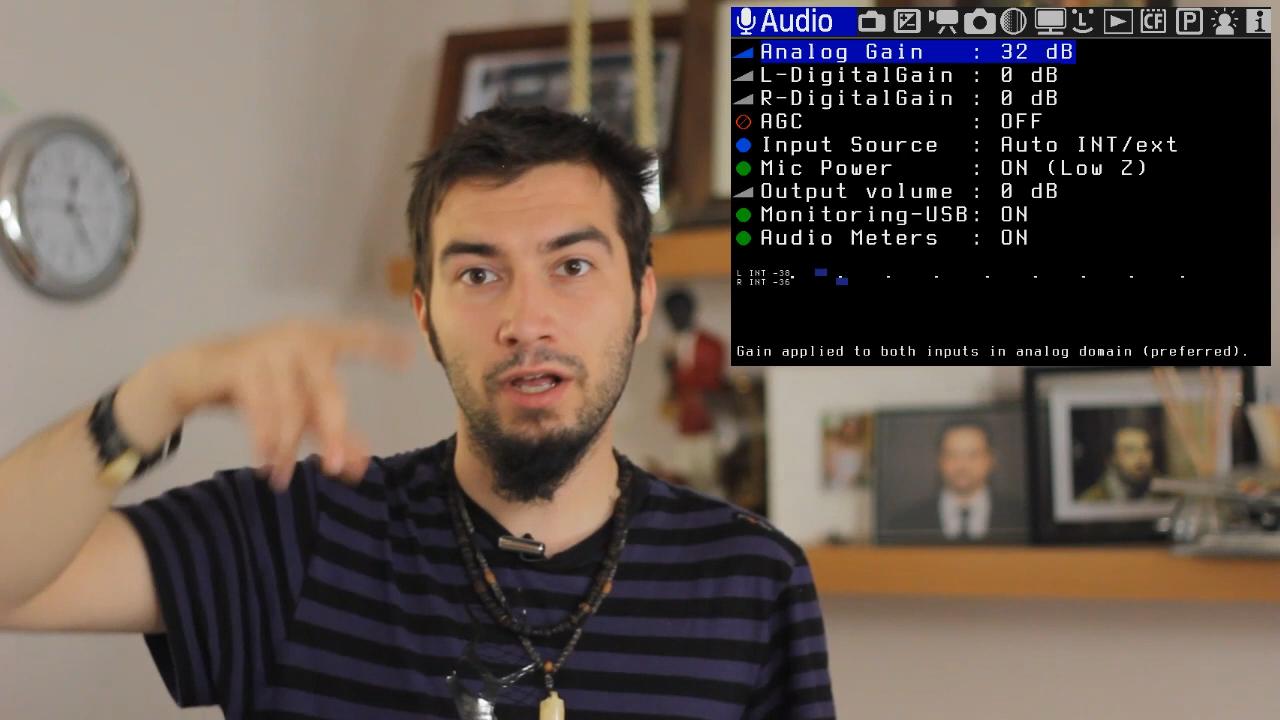 Audio CF P i
Analog Gain : 32 dB
L-DigitalGain : 0 dB
R-DigitalGain : 0 dB
AGC : OFF
Input Source : Auto INT/ext
Mic Power : ON (Low Z)
Output volume : 0 dB
Monitoring-USB: ON
Audio Meters : ON
L INT -38
R INT -36
Gain applied to both inputs in analog domain (preferred).